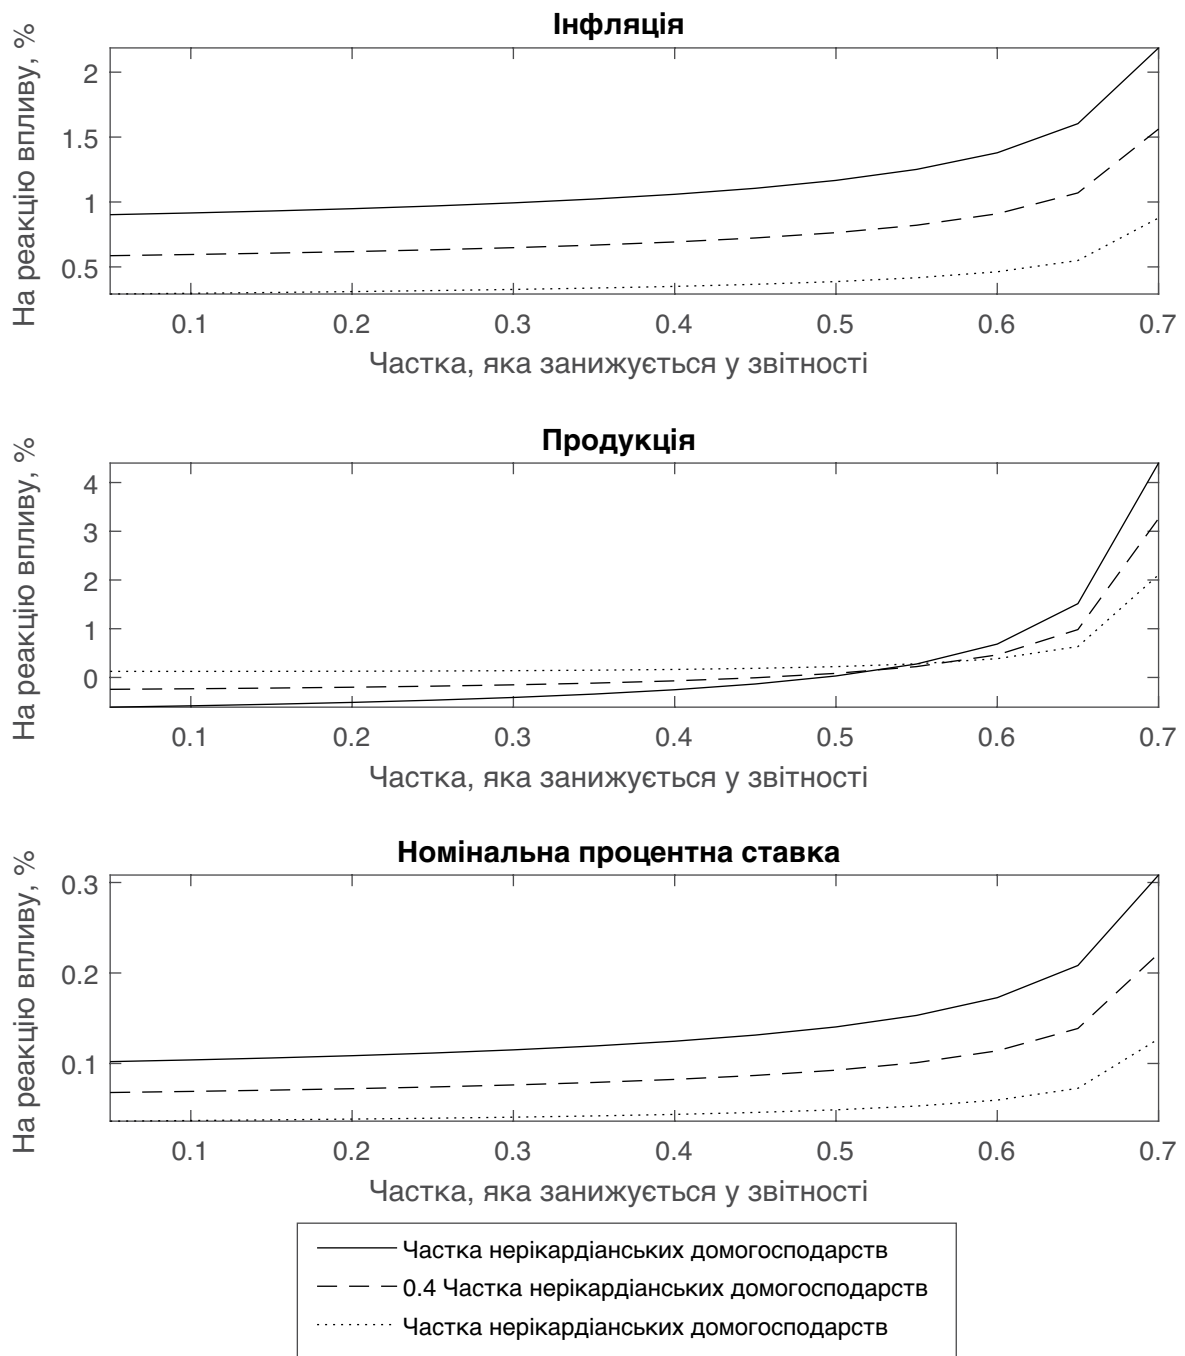 Інфляція
На реакцію впливу, %
2
1.5
1
0.5
0.1 0.2 0.3 0.4 0.5 0.6 0.7
Частка, яка занижується у звітності
Продукція
На реакцію впливу, %
4
3
2
1
0
0.1 0.2 0.3 0.4 0.5 0.6 0.7
Частка, яка занижується у звітності
Номінальна процентна ставка
На реакцію впливу, %
0.3
0.2
0.1
0.1 0.2 0.3 0.4 0.5 0.6 0.7
Частка, яка занижується у звітності
Частка нерікардіанських домогосподарств
0.4 Частка нерікардіанських домогосподарств
Частка нерікардіанських домогосподарств